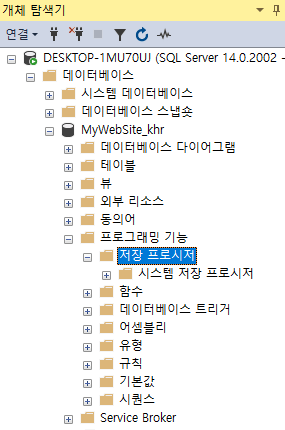 개체 탐색기
연결
DESKTOP-1MU70UJ (SQL Server 14.0.2002 -
데이터베이스
시스템 데이터베이스
데이터베이스 스냅숏
MyWebSite_khr
데이터베이스 다이어그램
테이블
뷰
외부 리소스
동의어
프로그래밍 기능
저장 프로시저
시스템 저장 프로시저
함수
데이터베이스 트리거
어셈블리
유형
규칙
기본값
시퀀스
Service Broker